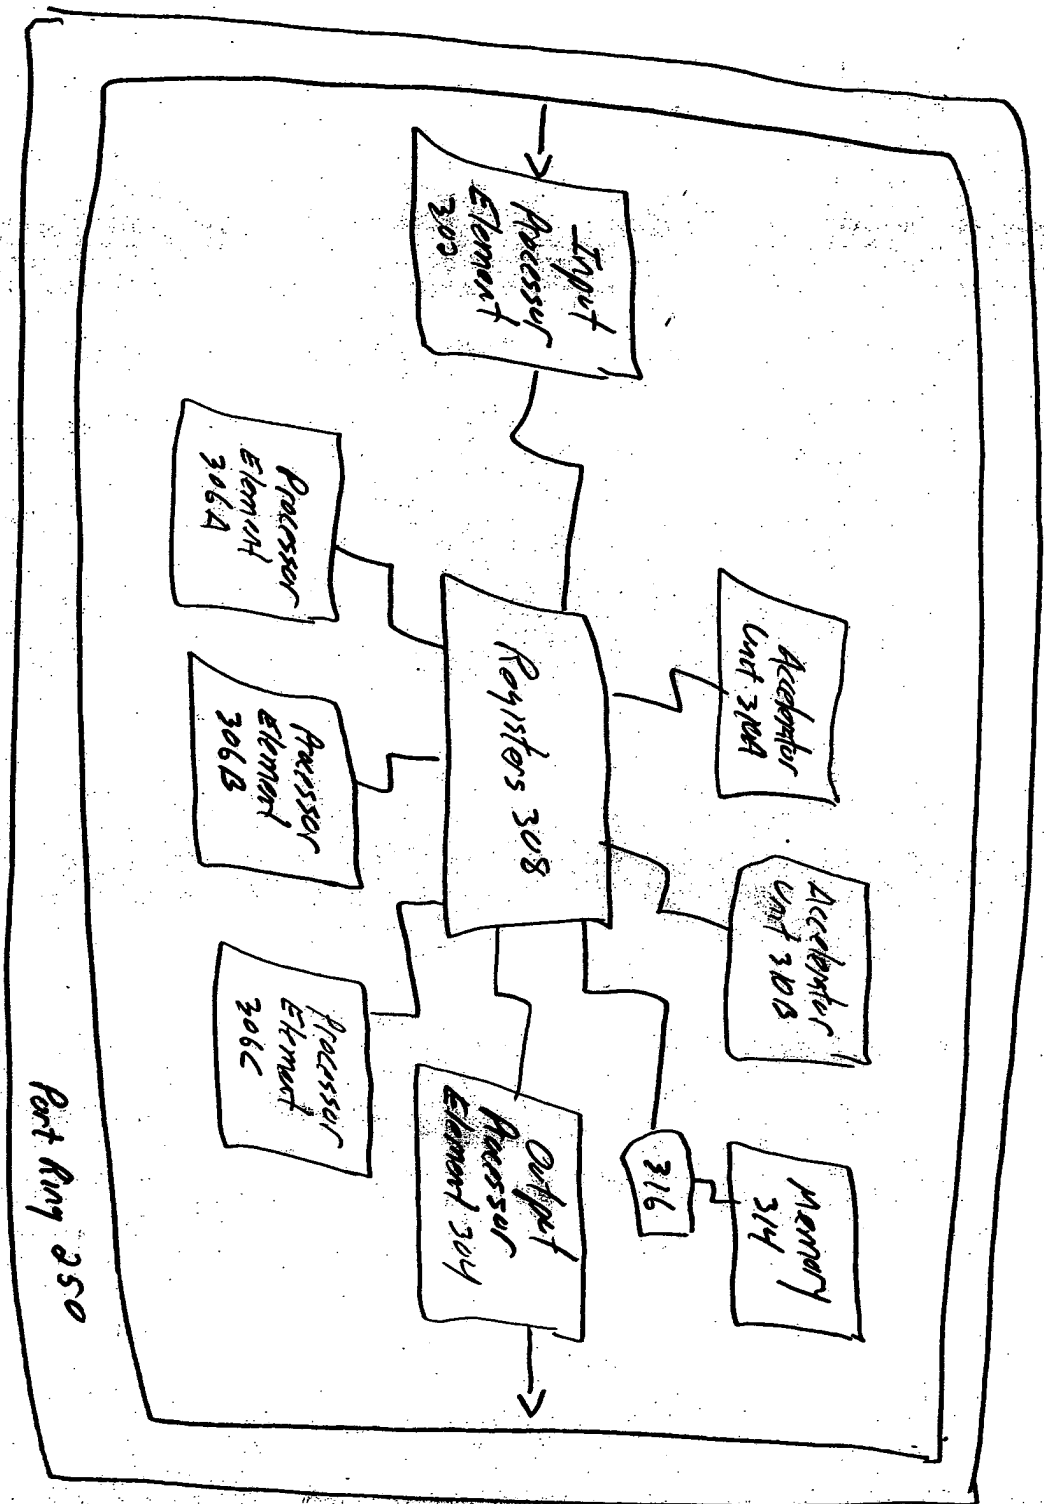 Input
Processor
Element
302
Accelerator
Unit 310A
Accelerator
Unit 310B
Memory
314
316
Registers 308
Output
Processor
Element 304
Processor
Element
306A
Processor
Element
306B
Processor
Element
306C
Port Ring 250